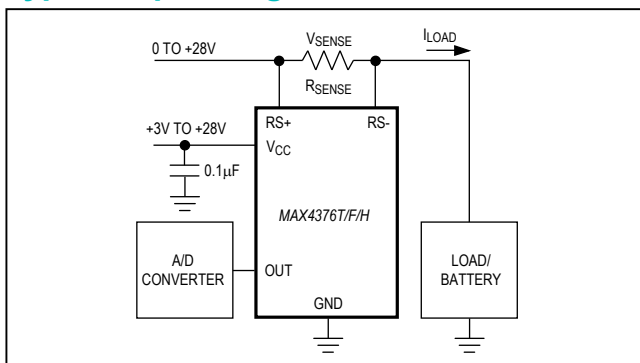 0 TO +28V
VSENSE
ILOAD
RSENSE
RS+
RS-
+3V TO +28V
VCC
0.1μF
MAX4376T/F/H
A/D
CONVERTER
OUT
LOAD/
BATTERY
GND